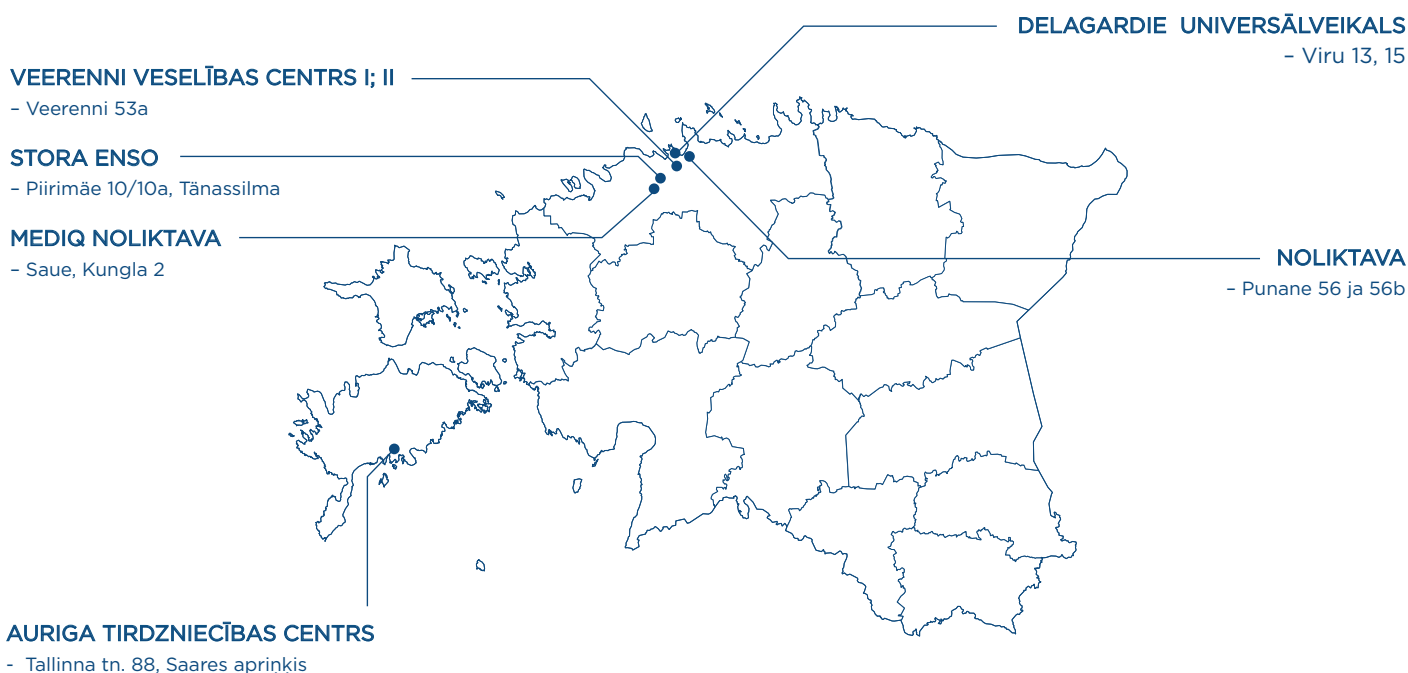 DELAGARDIE UNIVERSĀLVEIKALS
– Viru 13, 15
VEERENNI VESELĪBAS CENTRS I; II
– Veerenni 53a
STORA ENSO
– Piirimäe 10/10a, Tänassilma
MEDIQ NOLIKTAVA
– Saue, Kungla 2
NOLIKTAVA
– Punane 56 ja 56b
AURIGA TIRDZNIECĪBAS CENTRS
- Tallinna tn. 88, Saares apriņķis